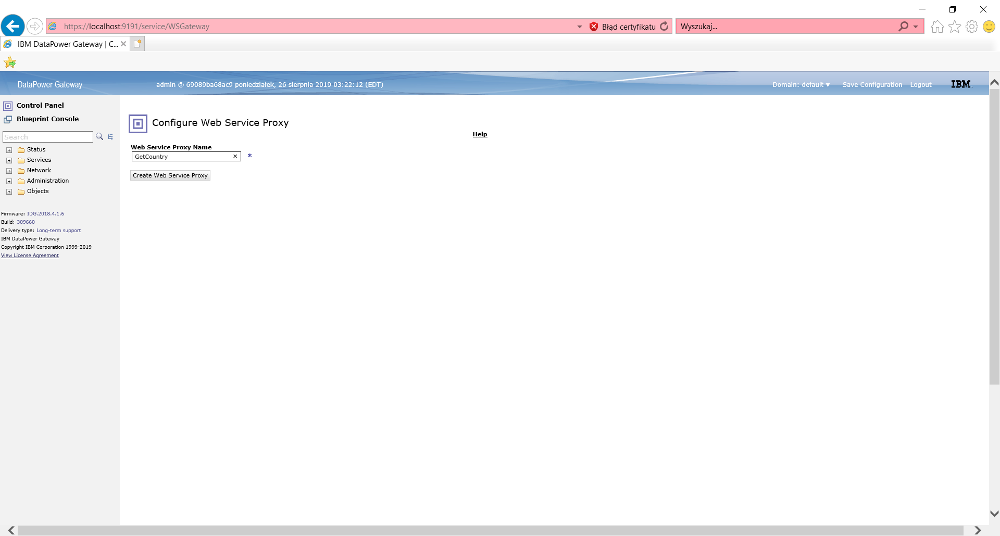 https://localhost:9191/service/WSGateway
Błąd certyfikatu
Wyszukaj...
IBM DataPower Gateway | C...
DataPower Gateway
admin @ 69089ba68ac9 poniedziałek, 26 sierpnia 2019 03:22:12 (EDT)
Domain: default
Save Configuration
Logout
IBM.
Control Panel
Blueprint Console
Search
Status
Services
Network
Administration
Objects
Firmware: IDG.2018.4.1.6
Build: 309660
Delivery type: Long-term support
IBM DataPower Gateway
Copyright IBM Corporation 1999-2019
View License Agreement
Configure Web Service Proxy
Help
Web Service Proxy Name
GetCountry
*
Create Web Service Proxy